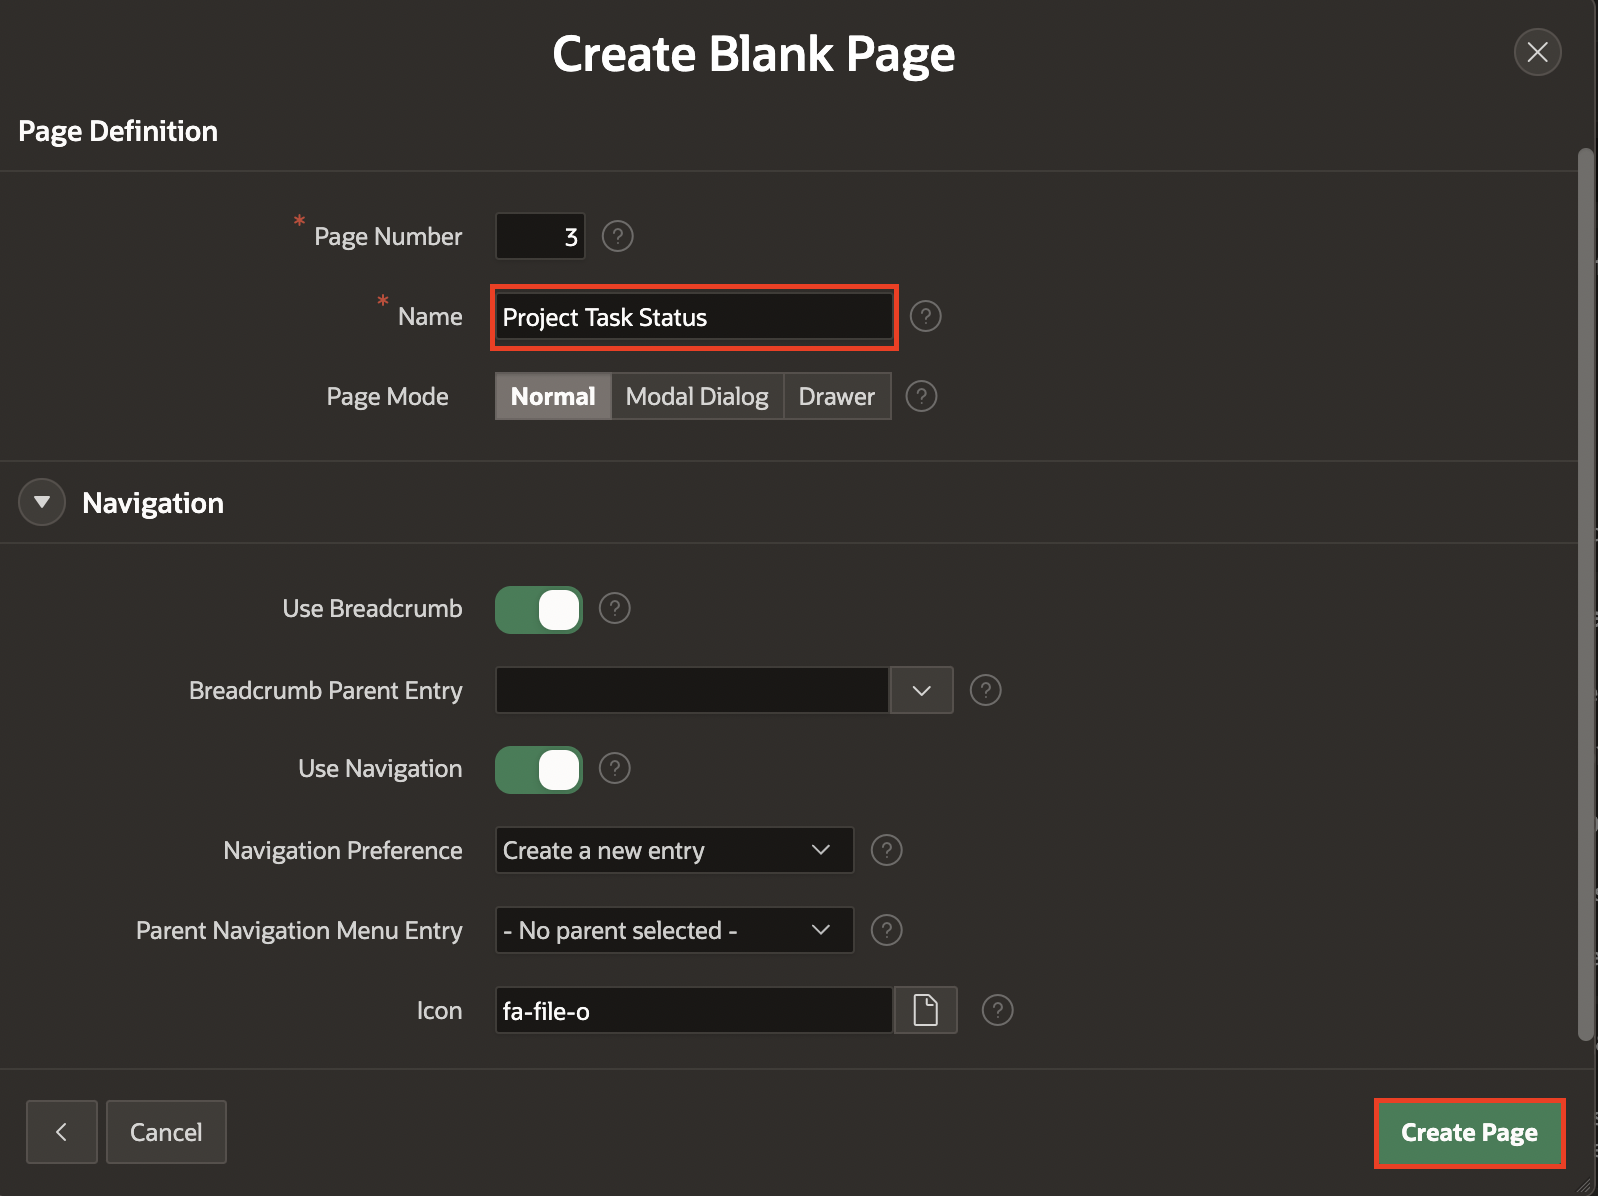 Create Blank Page
Page Definition
* Page Number 3 ?
* Name Project Task Status ?
Page Mode Normal Modal Dialog Drawer ?
Navigation
Use Breadcrumb ?
Breadcrumb Parent Entry ?
Use Navigation ?
Navigation Preference Create a new entry ?
Parent Navigation Menu Entry - No parent selected - ?
Icon fa-file-o ?
Cancel Create Page